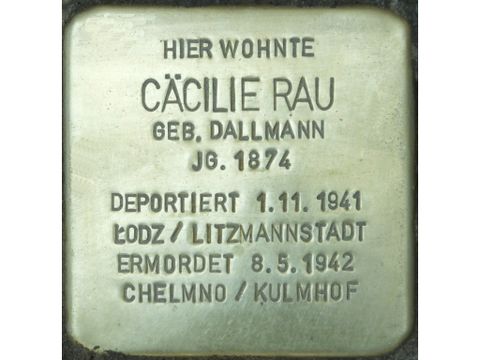 HIER WOHNTE
CÄCILIE RAU
GEB. DALLMANN
JG. 1874
DEPORTIERT 1.11.1941
ŁODZ / LITZMANNSTADT
ERMORDET 8.5.1942
CHELMNO / KULMHOF